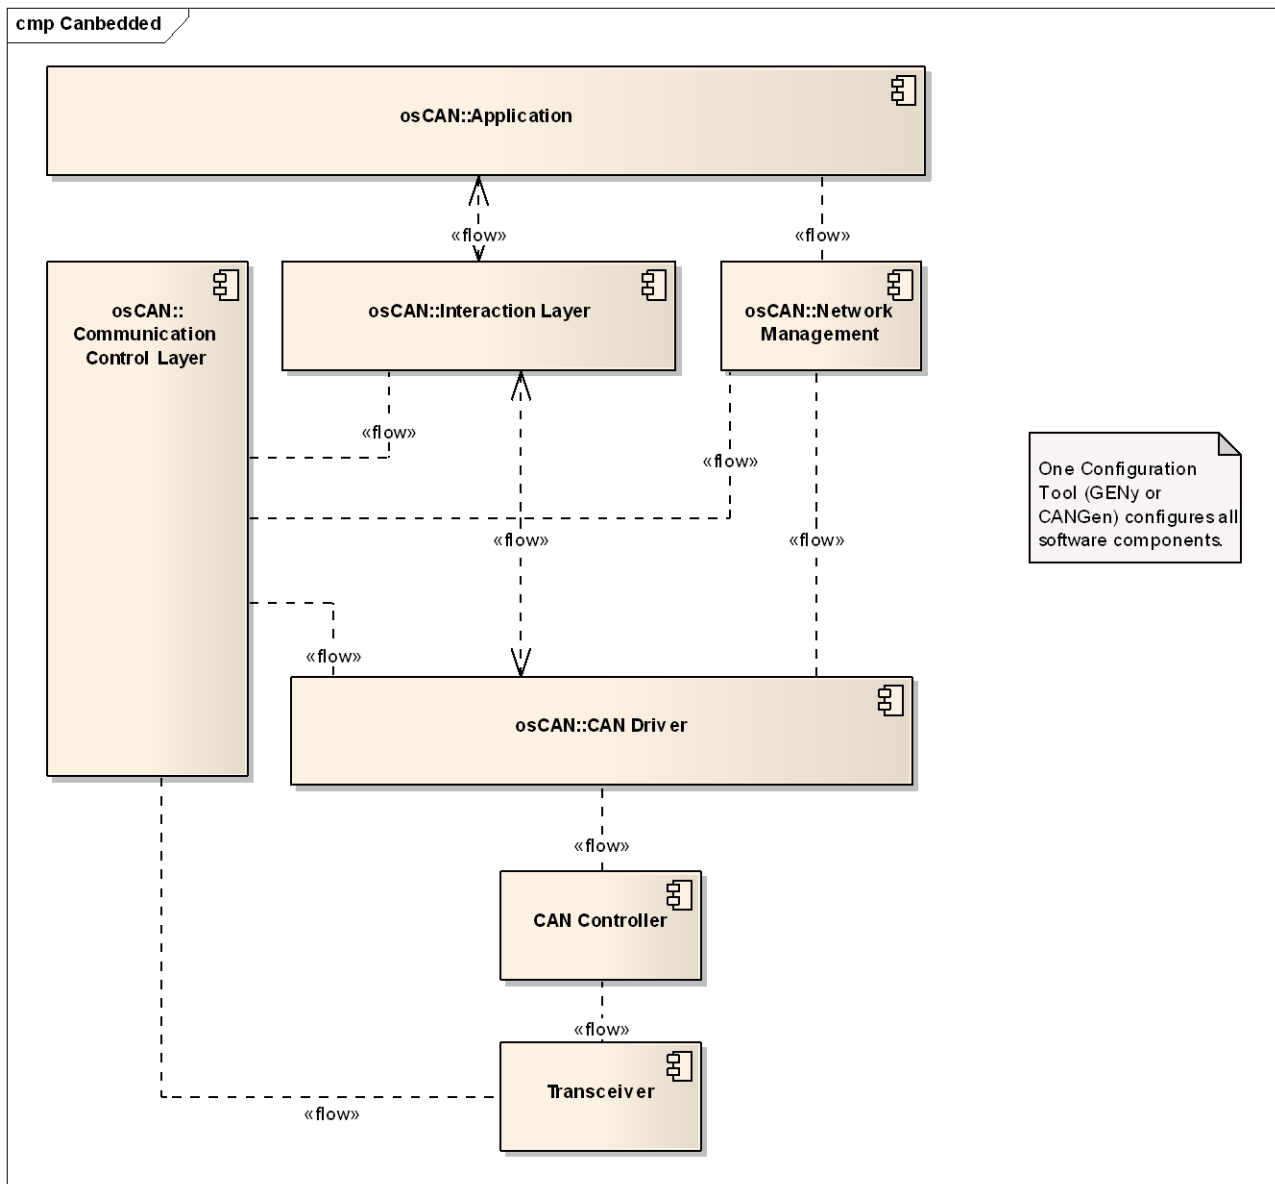 cmp Canbedded
osCAN::Application
«flow»
«flow»
osCAN::
Communication
Control Layer
osCAN::Interaction Layer
osCAN::Network
Management
«flow»
«flow»
One Configuration
Tool (GENy or
CANGen) configures all
software components.
«flow»
«flow»
«flow»
osCAN::CAN Driver
«flow»
CAN Controller
«flow»
Transceiver
«flow»